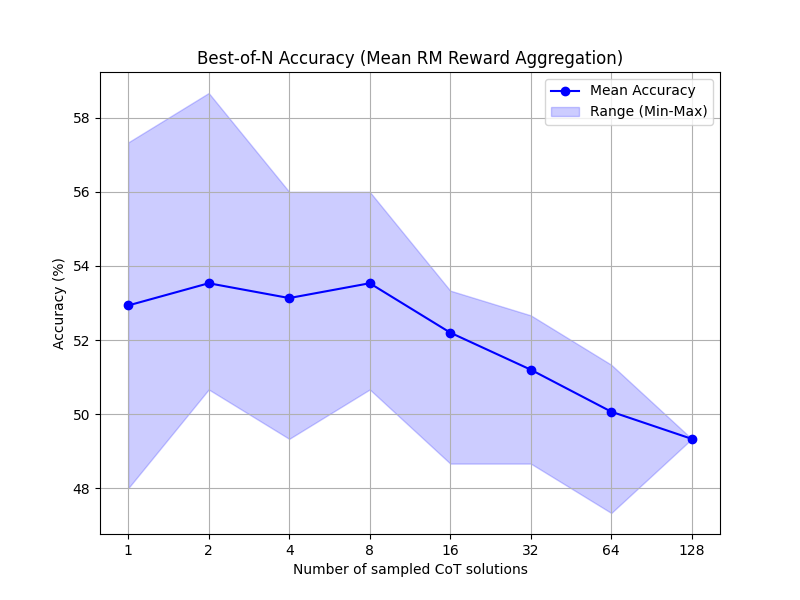 Best-of-N Accuracy (Mean RM Reward Aggregation)
Mean Accuracy
Range (Min-Max)
Accuracy (%)
58
56
54
52
50
48
1 2 4 8 16 32 64 128
Number of sampled CoT solutions